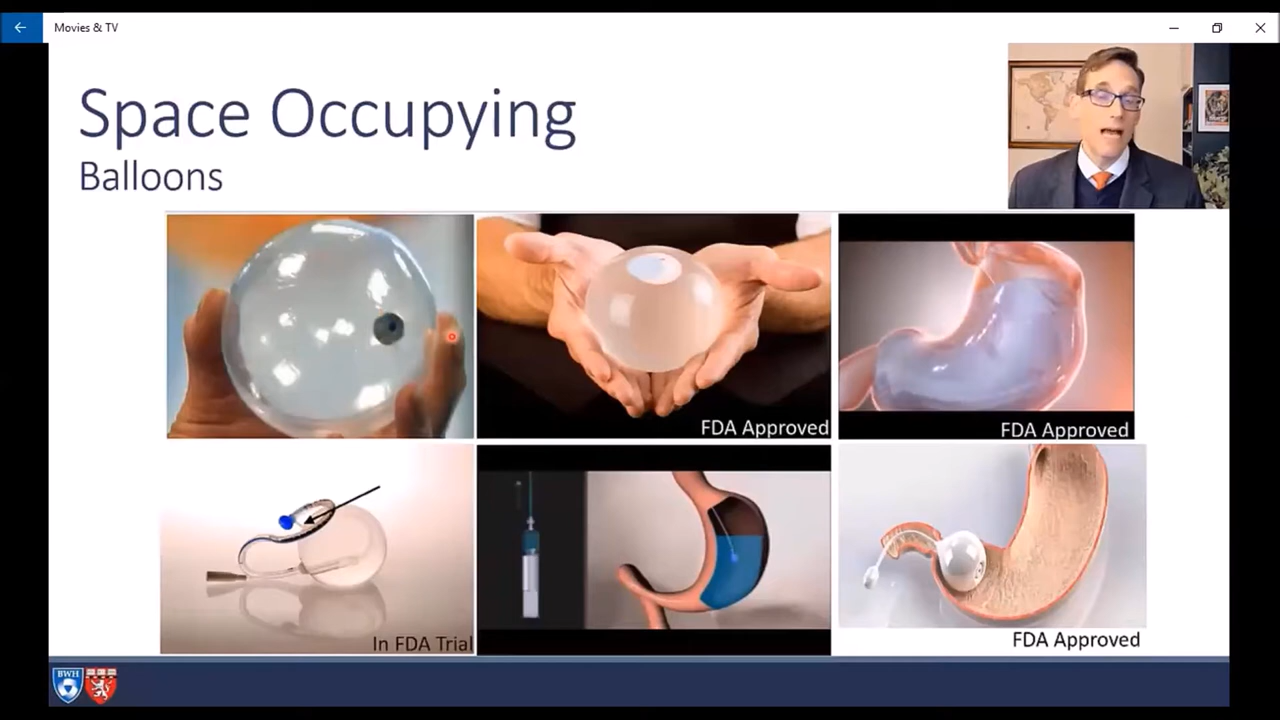 Movies & TV
Space Occupying
Balloons
FDA Approved
FDA Approved
In FDA Trial
FDA Approved
BWH